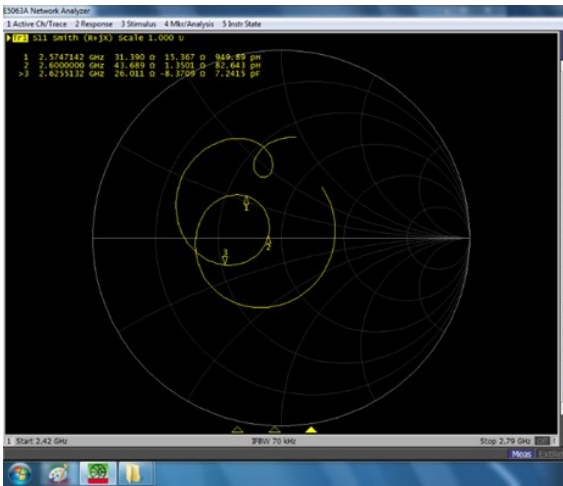 E5063A Network Analyzer
1 Active Ch/Trace 2 Response 3 Stimulus 4 Mkr/Analysis 5 Instr State
Tr1 S11 Smith (R+jX) Scale 1.000 U
1 2.5747142 GHz 31.390 Ω 15.367 Ω 949.89 pH
2 2.6000000 GHz 43.689 Ω 1.3501 Ω 82.643 pH
>3 2.6255132 GHz 26.011 Ω -8.3709 Ω 7.2415 pF
1
2
3
1 Start 2.42 GHz IFBW 70 kHz Stop 2.79 GHz Off !
Meas